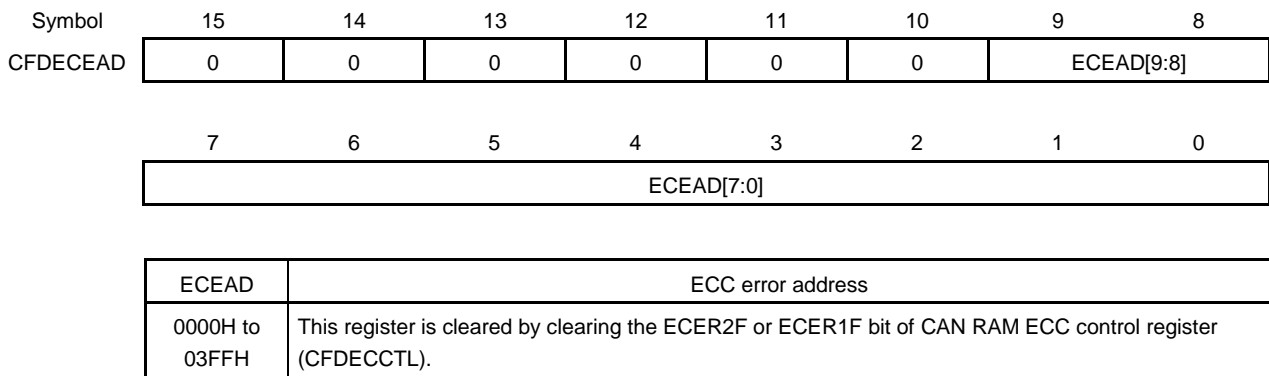 Symbol 15 14 13 12 11 10 9 8
CFDECEAD 0 0 0 0 0 0 ECEAD[9:8]
7 6 5 4 3 2 1 0
ECEAD[7:0]
ECEAD ECC error address
0000H to This register is cleared by clearing the ECER2F or ECER1F bit of CAN RAM ECC control register
03FFH (CFDECCTL).